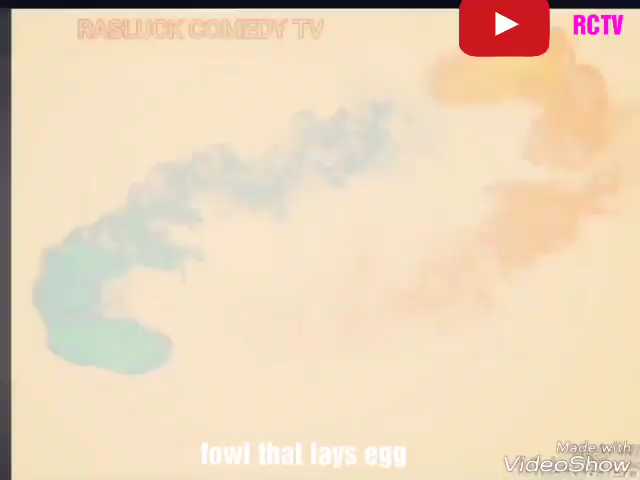 RASLUCK COMEDY TV
RCTV
fowl that lays egg
Made with
VideoShow